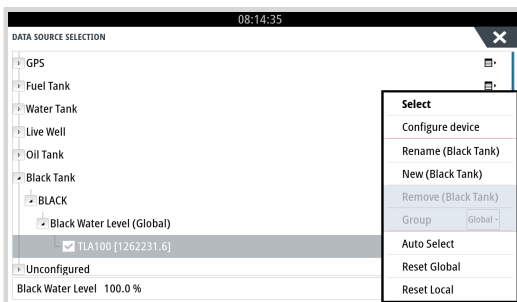 08:14:35
DATA SOURCE SELECTION
GPS
Fuel Tank
Water Tank
Live Well
Oil Tank
Black Tank
BLACK
Black Water Level (Global)
TLA100 [1262231.6]
Unconfigured
Black Water Level 100.0 %
Select
Configure device
Rename (Black Tank)
New (Black Tank)
Remove (Black Tank)
Group Global
Auto Select
Reset Global
Reset Local